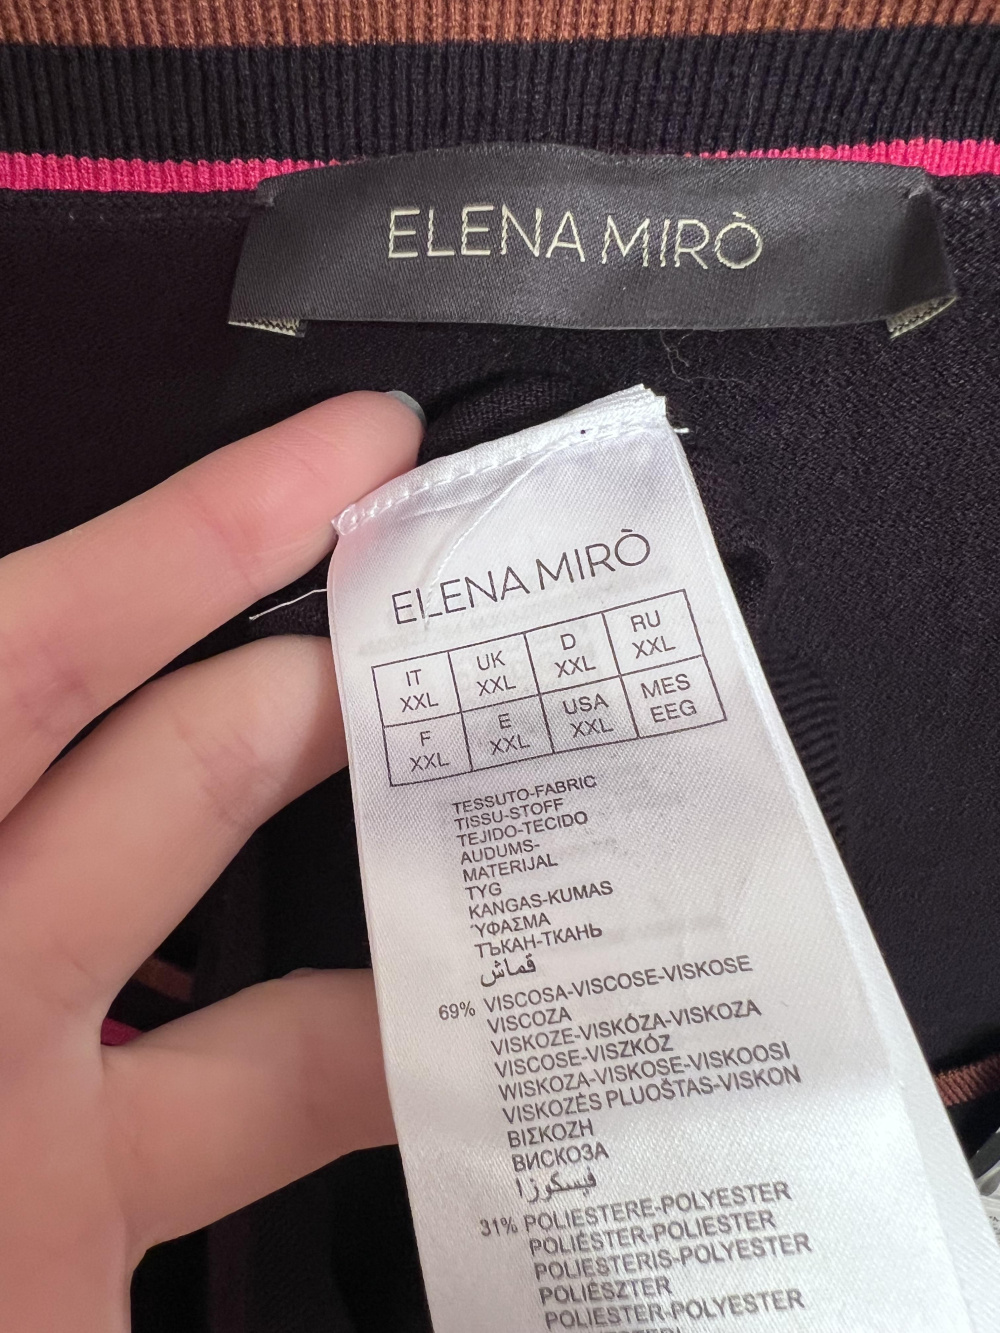 ELENA MIRÒ
ELENA MIRÒ
IT UK D RU
XXL XXL XXL XXL
F E USA MES
XXL XXL XXL EEG
TESSUTO-FABRIC
TISSU-STOFF
TEJIDO-TECIDO
AUDUMS-
MATERIJAL
TYG
KANGAS-KUMAS
ΎΦΑΣΜΑ
ТЪКАН-ТКАНЬ
قماش
69% VISCOSA-VISCOSE-VISKOSE
VISCOZA
VISKOZE-VISKÓZA-VISKOZA
VISCOSE-VISZKÓZ
WISKOZA-VISKOSE-VISKOOSI
VISKOZĖS PLUOŠTAS-VISKON
ΒΙΣΚΟΖΗ
ВИСКОЗА
فيسكوزا
31% POLIESTERE-POLYESTER
POLIÉSTER-POLIESTER
POLIESTERIS-POLYESTER
POLIÉSZTER
POLIESTER-POLYESTER